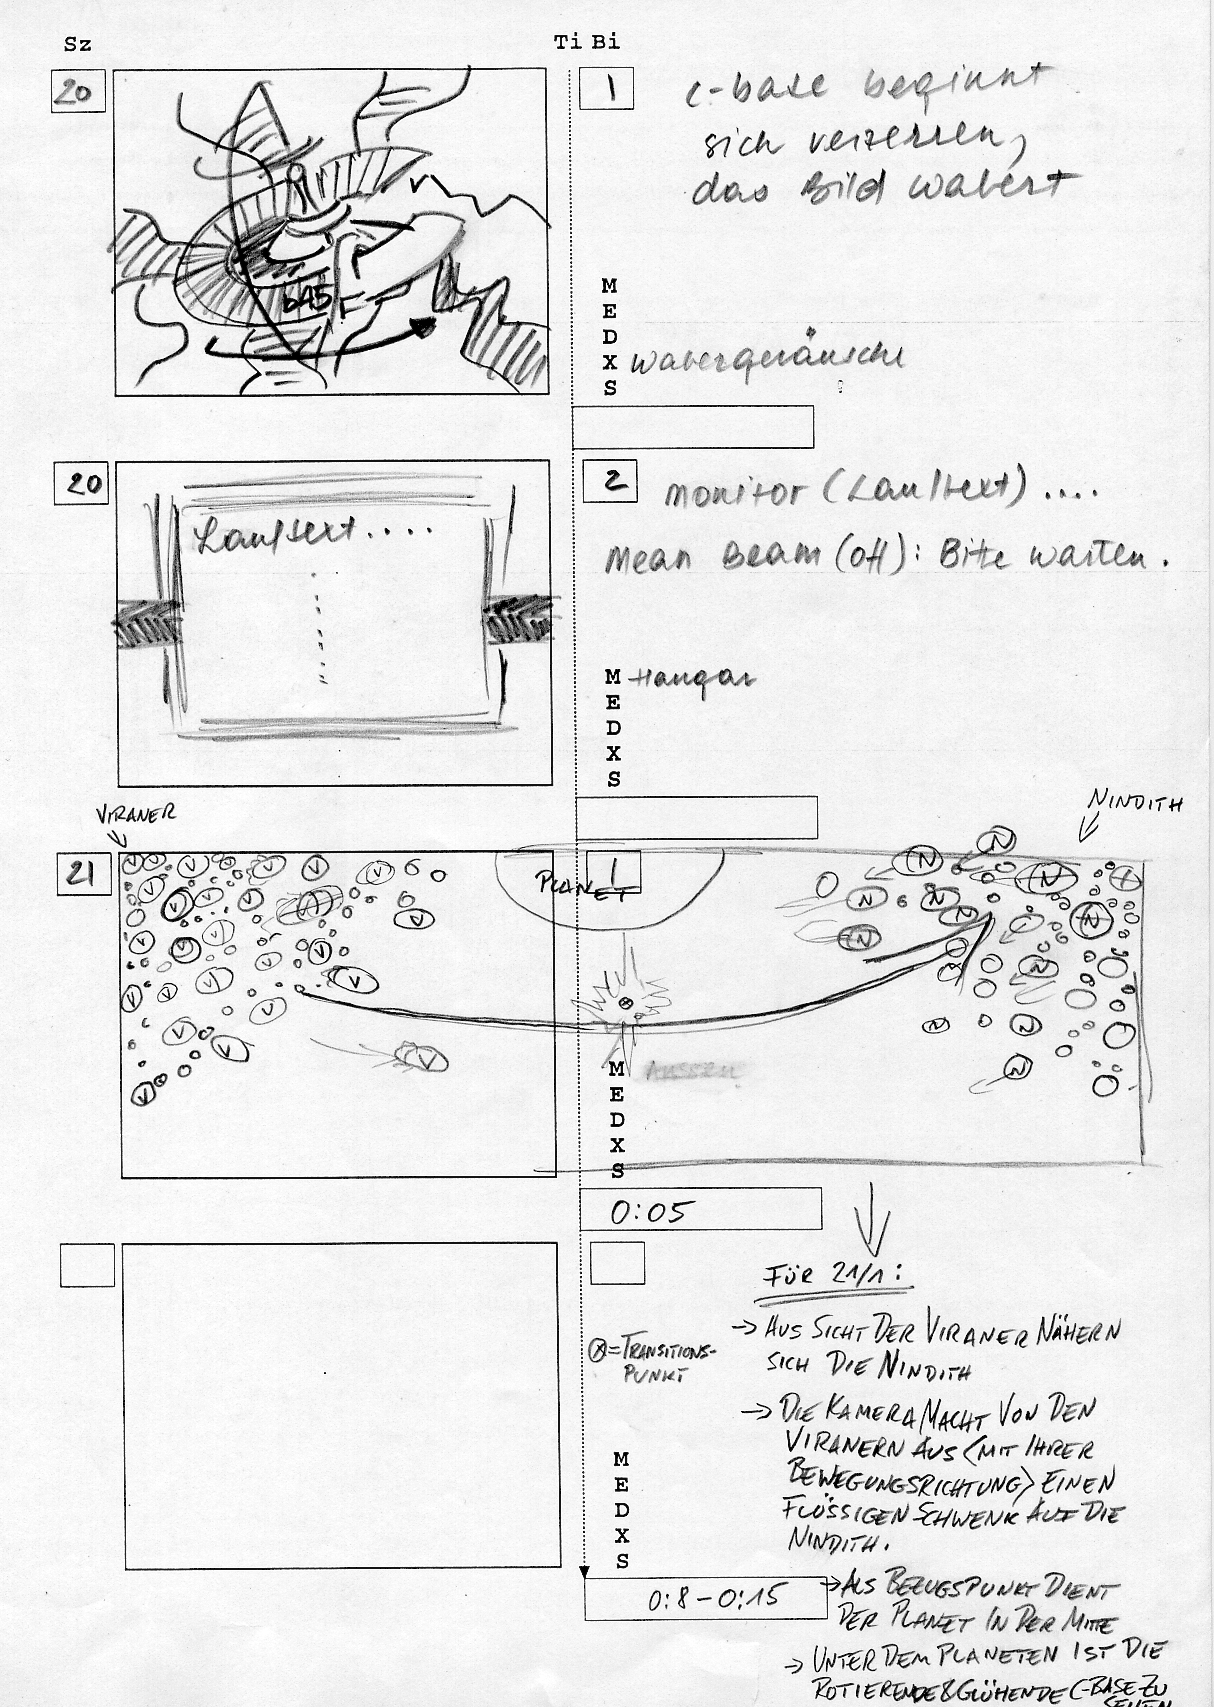 Sz
Ti Bi
20
1
c-base beginnt
sich verzerren,
das Bild wabert
M
E
D
X Wabergeräusche
S
b45
20
2
Monitor (Lauftext) ....
Mean Beam (off): Bitte warten.
Lauftext....
M Hangar
E
D
X
S
VIRANER
NINDITH
21
1
PLANET
V
N
M AUSSEN
E
D
X
S
0:05
FÜR 21/1:
→ AUS SICHT DER VIRANER NÄHERN
SICH DIE NINDITH
⊗=TRANSITIONS-
PUNKT
→ DIE KAMERA MACHT VON DEN
VIRANERN AUS (MIT IHRER
BEWEGUNGSRICHTUNG) EINEN
FLÜSSIGEN SCHWENK AUF DIE
NINDITH.
M
E
D
X
S
0:8 – 0:15
→ ALS BEZUGSPUNKT DIENT
DER PLANET IN DER MITTE
→ UNTER DEM PLANETEN IST DIE
ROTIERENDE & GLÜHENDE C-BASE ZU
SEHEN